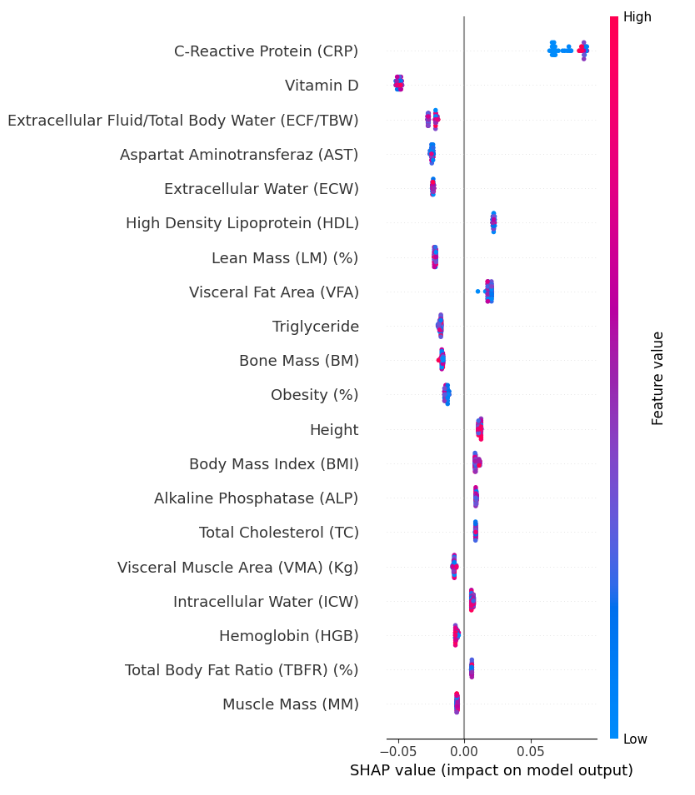 High
C-Reactive Protein (CRP)
Vitamin D
Extracellular Fluid/Total Body Water (ECF/TBW)
Aspartat Aminotransferaz (AST)
Extracellular Water (ECW)
High Density Lipoprotein (HDL)
Lean Mass (LM) (%)
Visceral Fat Area (VFA)
Triglyceride
Bone Mass (BM)
Obesity (%)
Height
Body Mass Index (BMI)
Alkaline Phosphatase (ALP)
Total Cholesterol (TC)
Visceral Muscle Area (VMA) (Kg)
Intracellular Water (ICW)
Hemoglobin (HGB)
Total Body Fat Ratio (TBFR) (%)
Muscle Mass (MM)
Feature value
Low
−0.05 0.00 0.05
SHAP value (impact on model output)